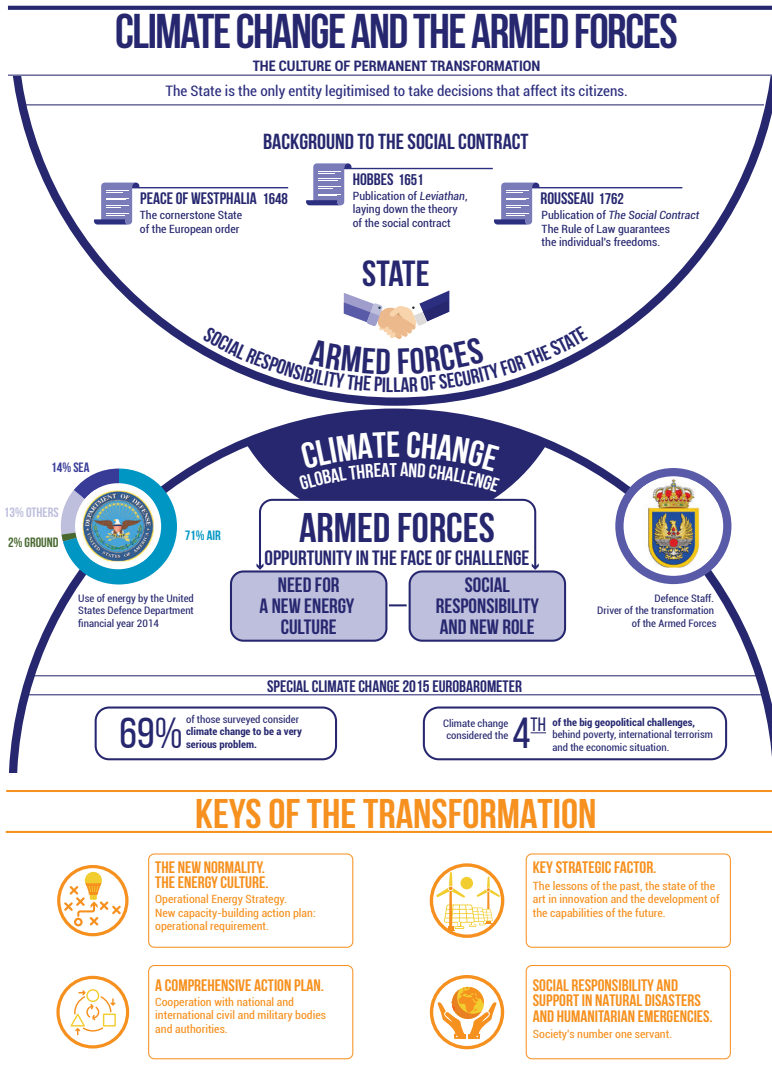 CLIMATE CHANGE AND THE ARMED FORCES
THE CULTURE OF PERMANENT TRANSFORMATION
The State is the only entity legitimised to take decisions that affect its citizens.
BACKGROUND TO THE SOCIAL CONTRACT
PEACE OF WESTPHALIA 1648
The cornerstone State
of the European order
HOBBES 1651
Publication of Leviathan,
laying down the theory
of the social contract
ROUSSEAU 1762
Publication of The Social Contract
The Rule of Law guarantees
the individual's freedoms.
STATE
ARMED FORCES
SOCIAL RESPONSIBILITY THE PILLAR OF SECURITY FOR THE STATE
CLIMATE CHANGE
GLOBAL THREAT AND CHALLENGE
14% SEA
13% OTHERS
2% GROUND
71% AIR
DEPARTMENT OF DEFENSE
UNITED STATES OF AMERICA
Use of energy by the United
States Defence Department
financial year 2014
ARMED FORCES
OPPURTUNITY IN THE FACE OF CHALLENGE
NEED FOR
A NEW ENERGY
CULTURE
SOCIAL
RESPONSIBILITY
AND NEW ROLE
Defence Staff.
Driver of the transformation
of the Armed Forces
SPECIAL CLIMATE CHANGE 2015 EUROBAROMETER
69%
of those surveyed consider
climate change to be a very
serious problem.
Climate change
considered the
4TH
of the big geopolitical challenges,
behind poverty, international terrorism
and the economic situation.
KEYS OF THE TRANSFORMATION
THE NEW NORMALITY.
THE ENERGY CULTURE.
Operational Energy Strategy.
New capacity-building action plan:
operational requirement.
KEY STRATEGIC FACTOR.
The lessons of the past, the state of the
art in innovation and the development of
the capabilities of the future.
A COMPREHENSIVE ACTION PLAN.
Cooperation with national and
international civil and military bodies
and authorities.
SOCIAL RESPONSIBILITY AND
SUPPORT IN NATURAL DISASTERS
AND HUMANITARIAN EMERGENCIES.
Society's number one servant.